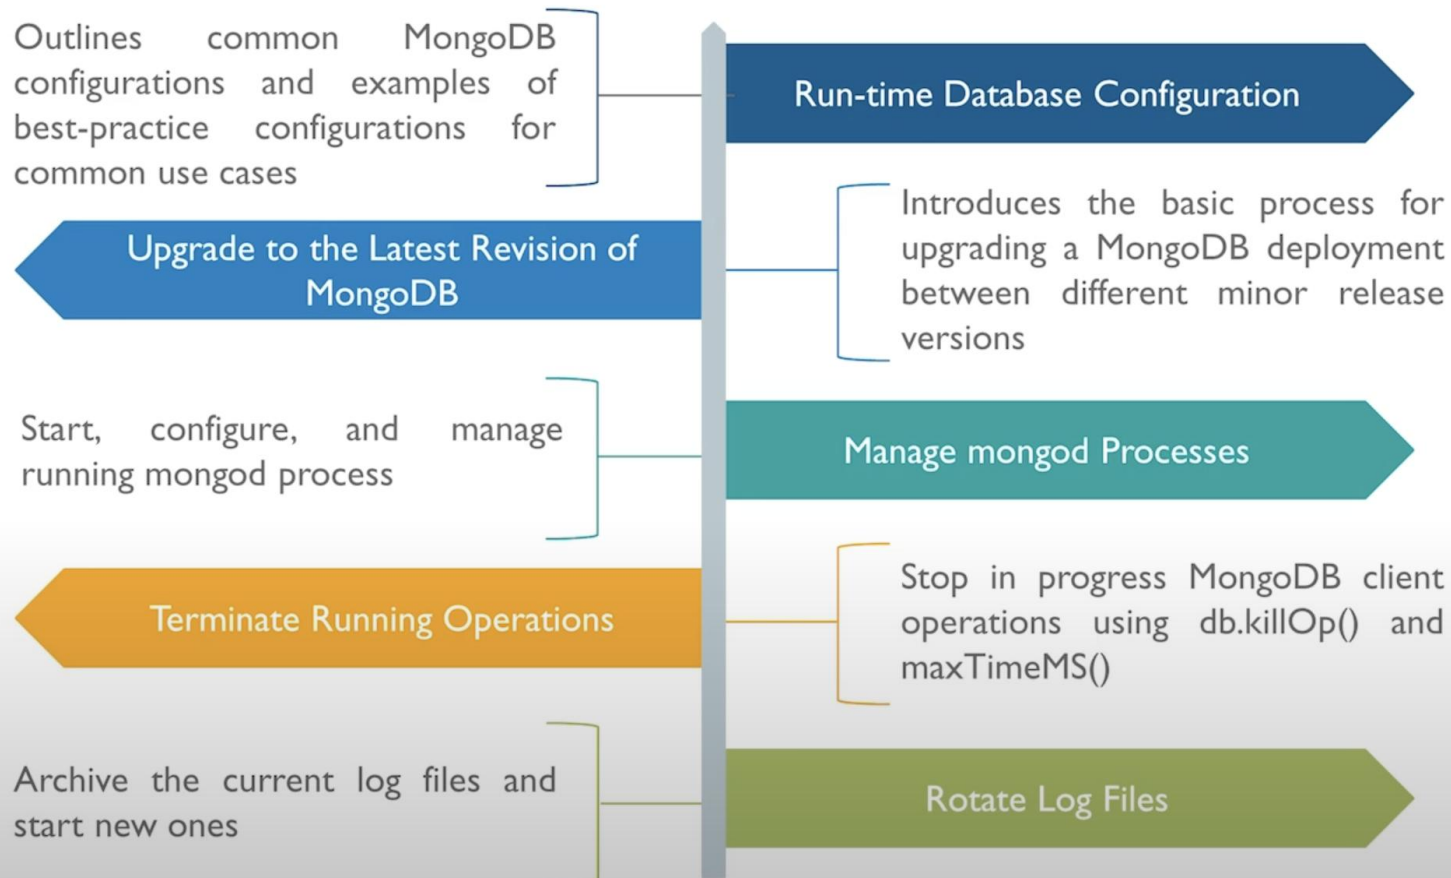 Outlines common MongoDB
configurations and examples of
best-practice configurations for
common use cases
Run-time Database Configuration
Upgrade to the Latest Revision of
MongoDB
Introduces the basic process for
upgrading a MongoDB deployment
between different minor release
versions
Start, configure, and manage
running mongod process
Manage mongod Processes
Terminate Running Operations
Stop in progress MongoDB client
operations using db.killOp() and
maxTimeMS()
Archive the current log files and
start new ones
Rotate Log Files